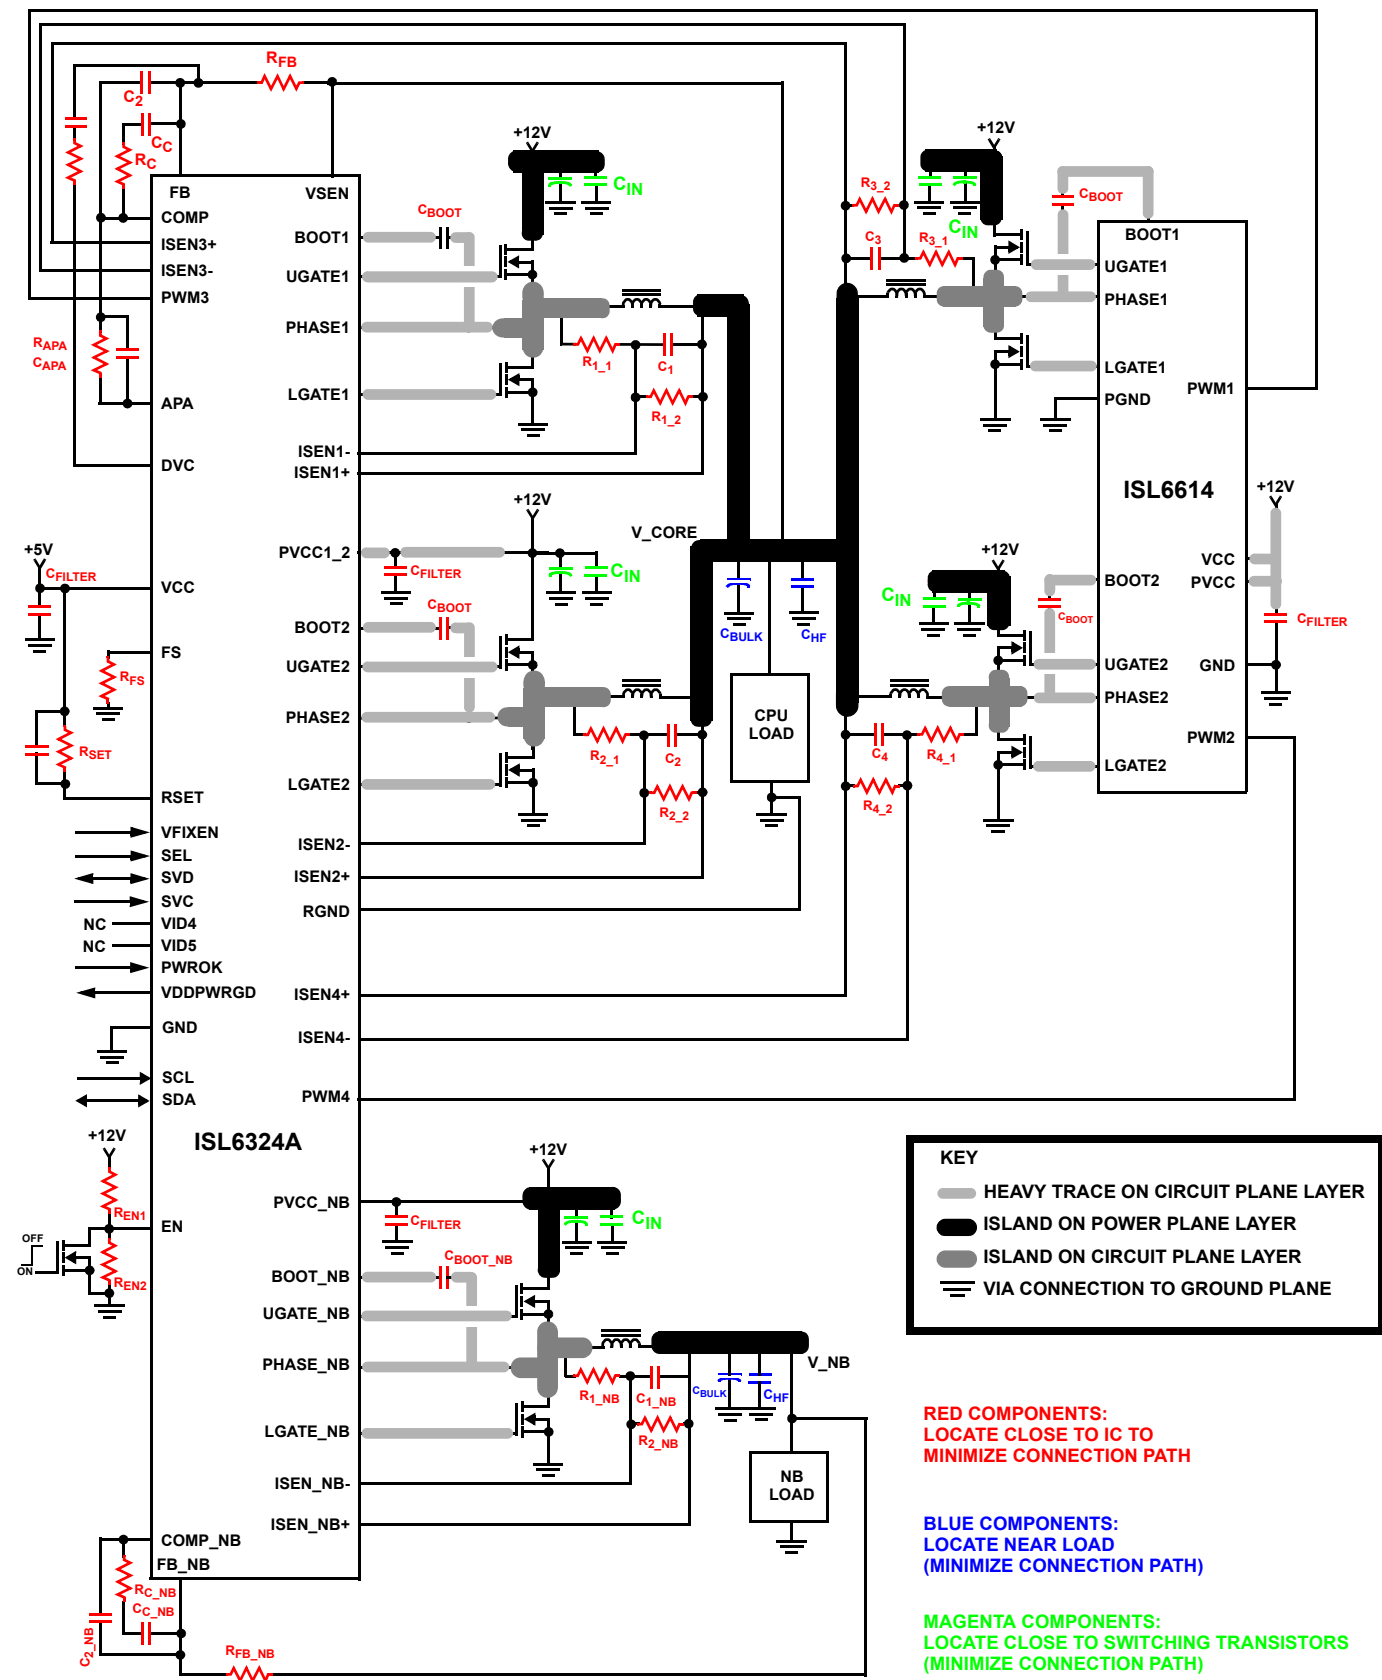 RFB
C2
CC
RC
FB
VSEN
COMP
ISEN3+
ISEN3-
PWM3
RAPA
CAPA
APA
DVC
+5V
CFILTER
VCC
FS
RFS
RSET
RSET
VFIXEN
SEL
SVD
SVC
NC
VID4
NC
VID5
PWROK
VDDPWRGD
GND
SCL
SDA
+12V
ISL6324A
REN1
EN
OFF
ON
REN2
COMP_NB
FB_NB
RC_NB
CC_NB
C2_NB
RFB_NB
+12V
CIN
CBOOT
BOOT1
UGATE1
PHASE1
LGATE1
R1_1
C1
R1_2
ISEN1-
ISEN1+
+12V
V_CORE
PVCC1_2
CFILTER
CIN
CBOOT
BOOT2
UGATE2
PHASE2
LGATE2
R2_1
C2
R2_2
ISEN2-
ISEN2+
RGND
ISEN4+
ISEN4-
PWM4
CBULK
CHF
CPU
LOAD
+12V
PVCC_NB
CFILTER
CIN
CBOOT_NB
BOOT_NB
UGATE_NB
PHASE_NB
LGATE_NB
R1_NB
C1_NB
R2_NB
ISEN_NB-
ISEN_NB+
V_NB
CBULK
CHF
NB
LOAD
+12V
R3_2
CIN
C3
R3_1
CBOOT
BOOT1
UGATE1
PHASE1
LGATE1
PGND
PWM1
ISL6614
+12V
VCC
PVCC
CFILTER
GND
+12V
CIN
CBOOT
BOOT2
UGATE2
PHASE2
PWM2
LGATE2
C4
R4_1
R4_2
KEY
HEAVY TRACE ON CIRCUIT PLANE LAYER
ISLAND ON POWER PLANE LAYER
ISLAND ON CIRCUIT PLANE LAYER
VIA CONNECTION TO GROUND PLANE
RED COMPONENTS:
LOCATE CLOSE TO IC TO
MINIMIZE CONNECTION PATH
BLUE COMPONENTS:
LOCATE NEAR LOAD
(MINIMIZE CONNECTION PATH)
MAGENTA COMPONENTS:
LOCATE CLOSE TO SWITCHING TRANSISTORS
(MINIMIZE CONNECTION PATH)